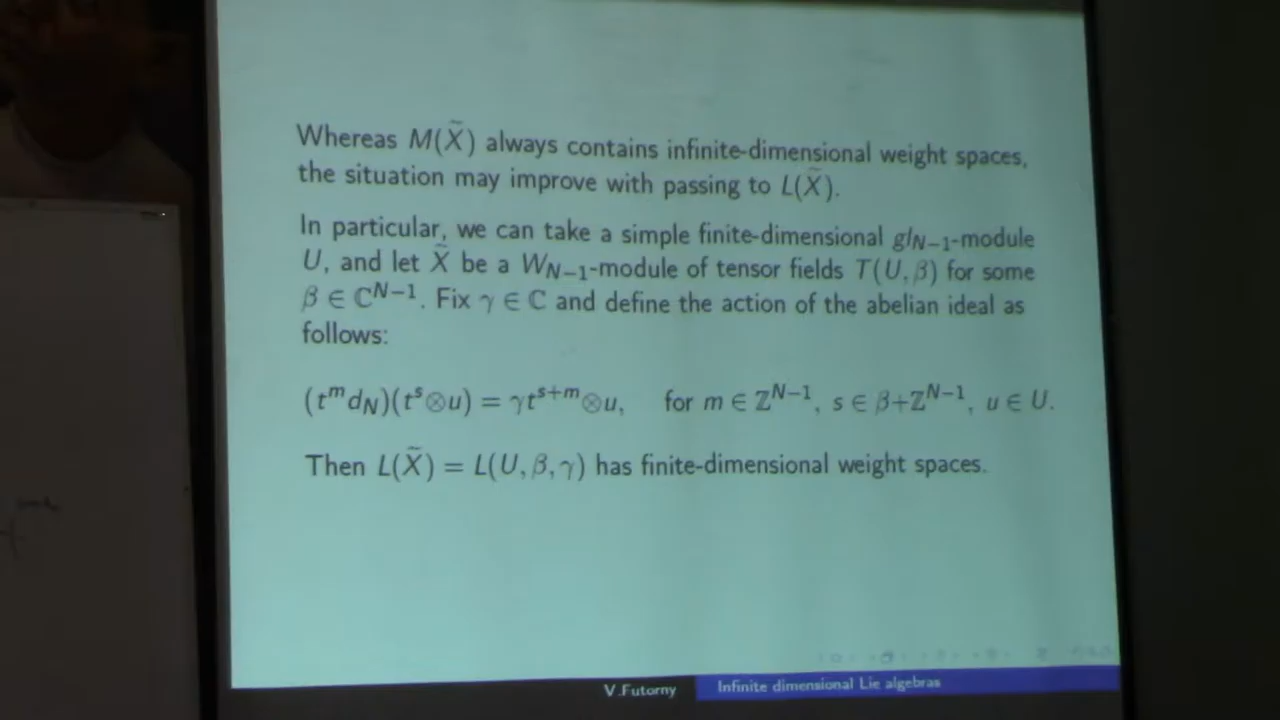 Whereas M(X̃) always contains infinite-dimensional weight spaces,
the situation may improve with passing to L(X̃).
In particular, we can take a simple finite-dimensional gl_{N−1}-module
U, and let X̃ be a W_{N−1}-module of tensor fields T(U, β) for some
β ∈ ℂ^{N−1}. Fix γ ∈ ℂ and define the action of the abelian ideal as
follows:
(t^m d_N)(t^s ⊗ u) = γt^{s+m} ⊗ u, for m ∈ ℤ^{N−1}, s ∈ β+ℤ^{N−1}, u ∈ U.
Then L(X̃) = L(U, β, γ) has finite-dimensional weight spaces.
V.Futorny Infinite dimensional Lie algebras